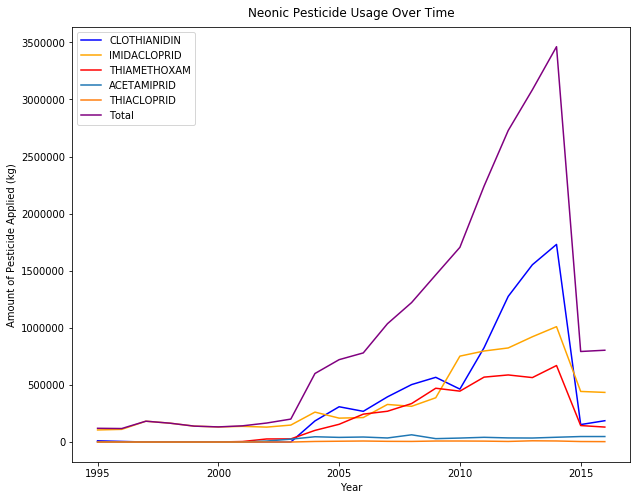 Neonic Pesticide Usage Over Time
CLOTHIANIDIN
IMIDACLOPRID
THIAMETHOXAM
ACETAMIPRID
THIACLOPRID
Total
Amount of Pesticide Applied (kg)
3500000
3000000
2500000
2000000
1500000
1000000
500000
0
1995 2000 2005 2010 2015
Year